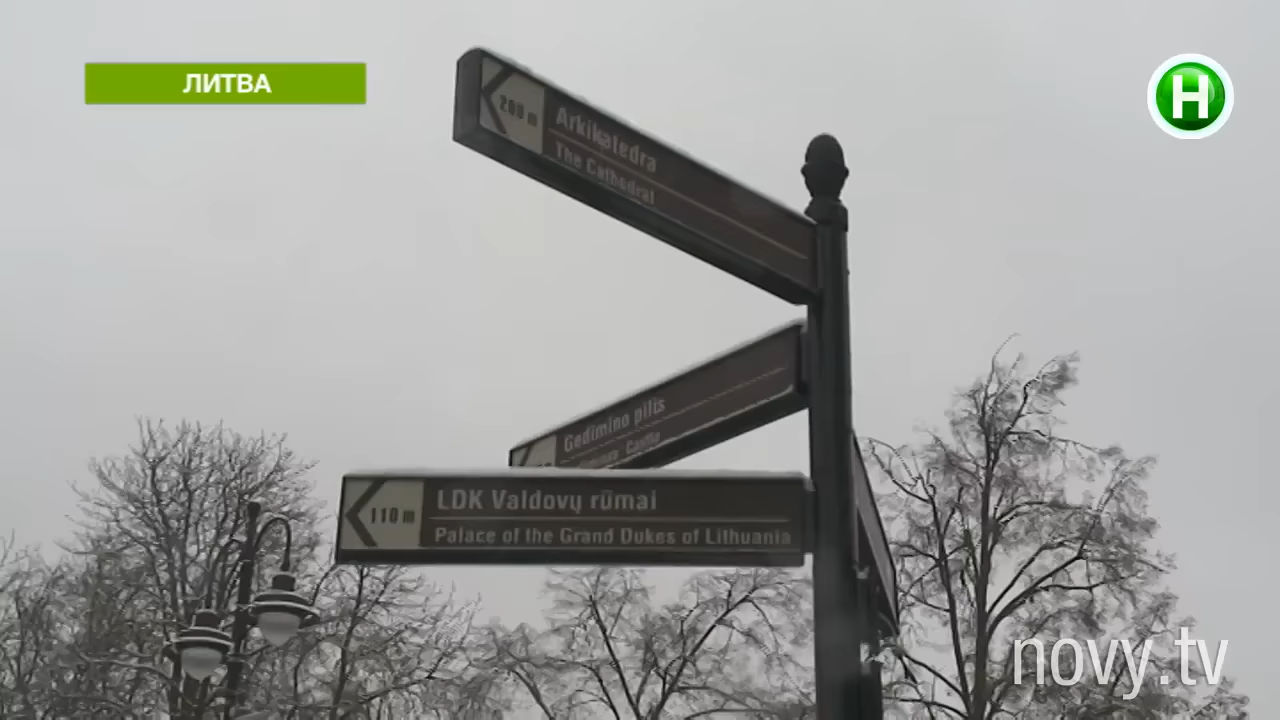 ЛИТВА
H
200 m
Arkikatedra
The Cathedral
Gedimino pilis
Castle
110 m
LDK Valdovų rūmai
Palace of the Grand Dukes of Lithuania
novy.tv